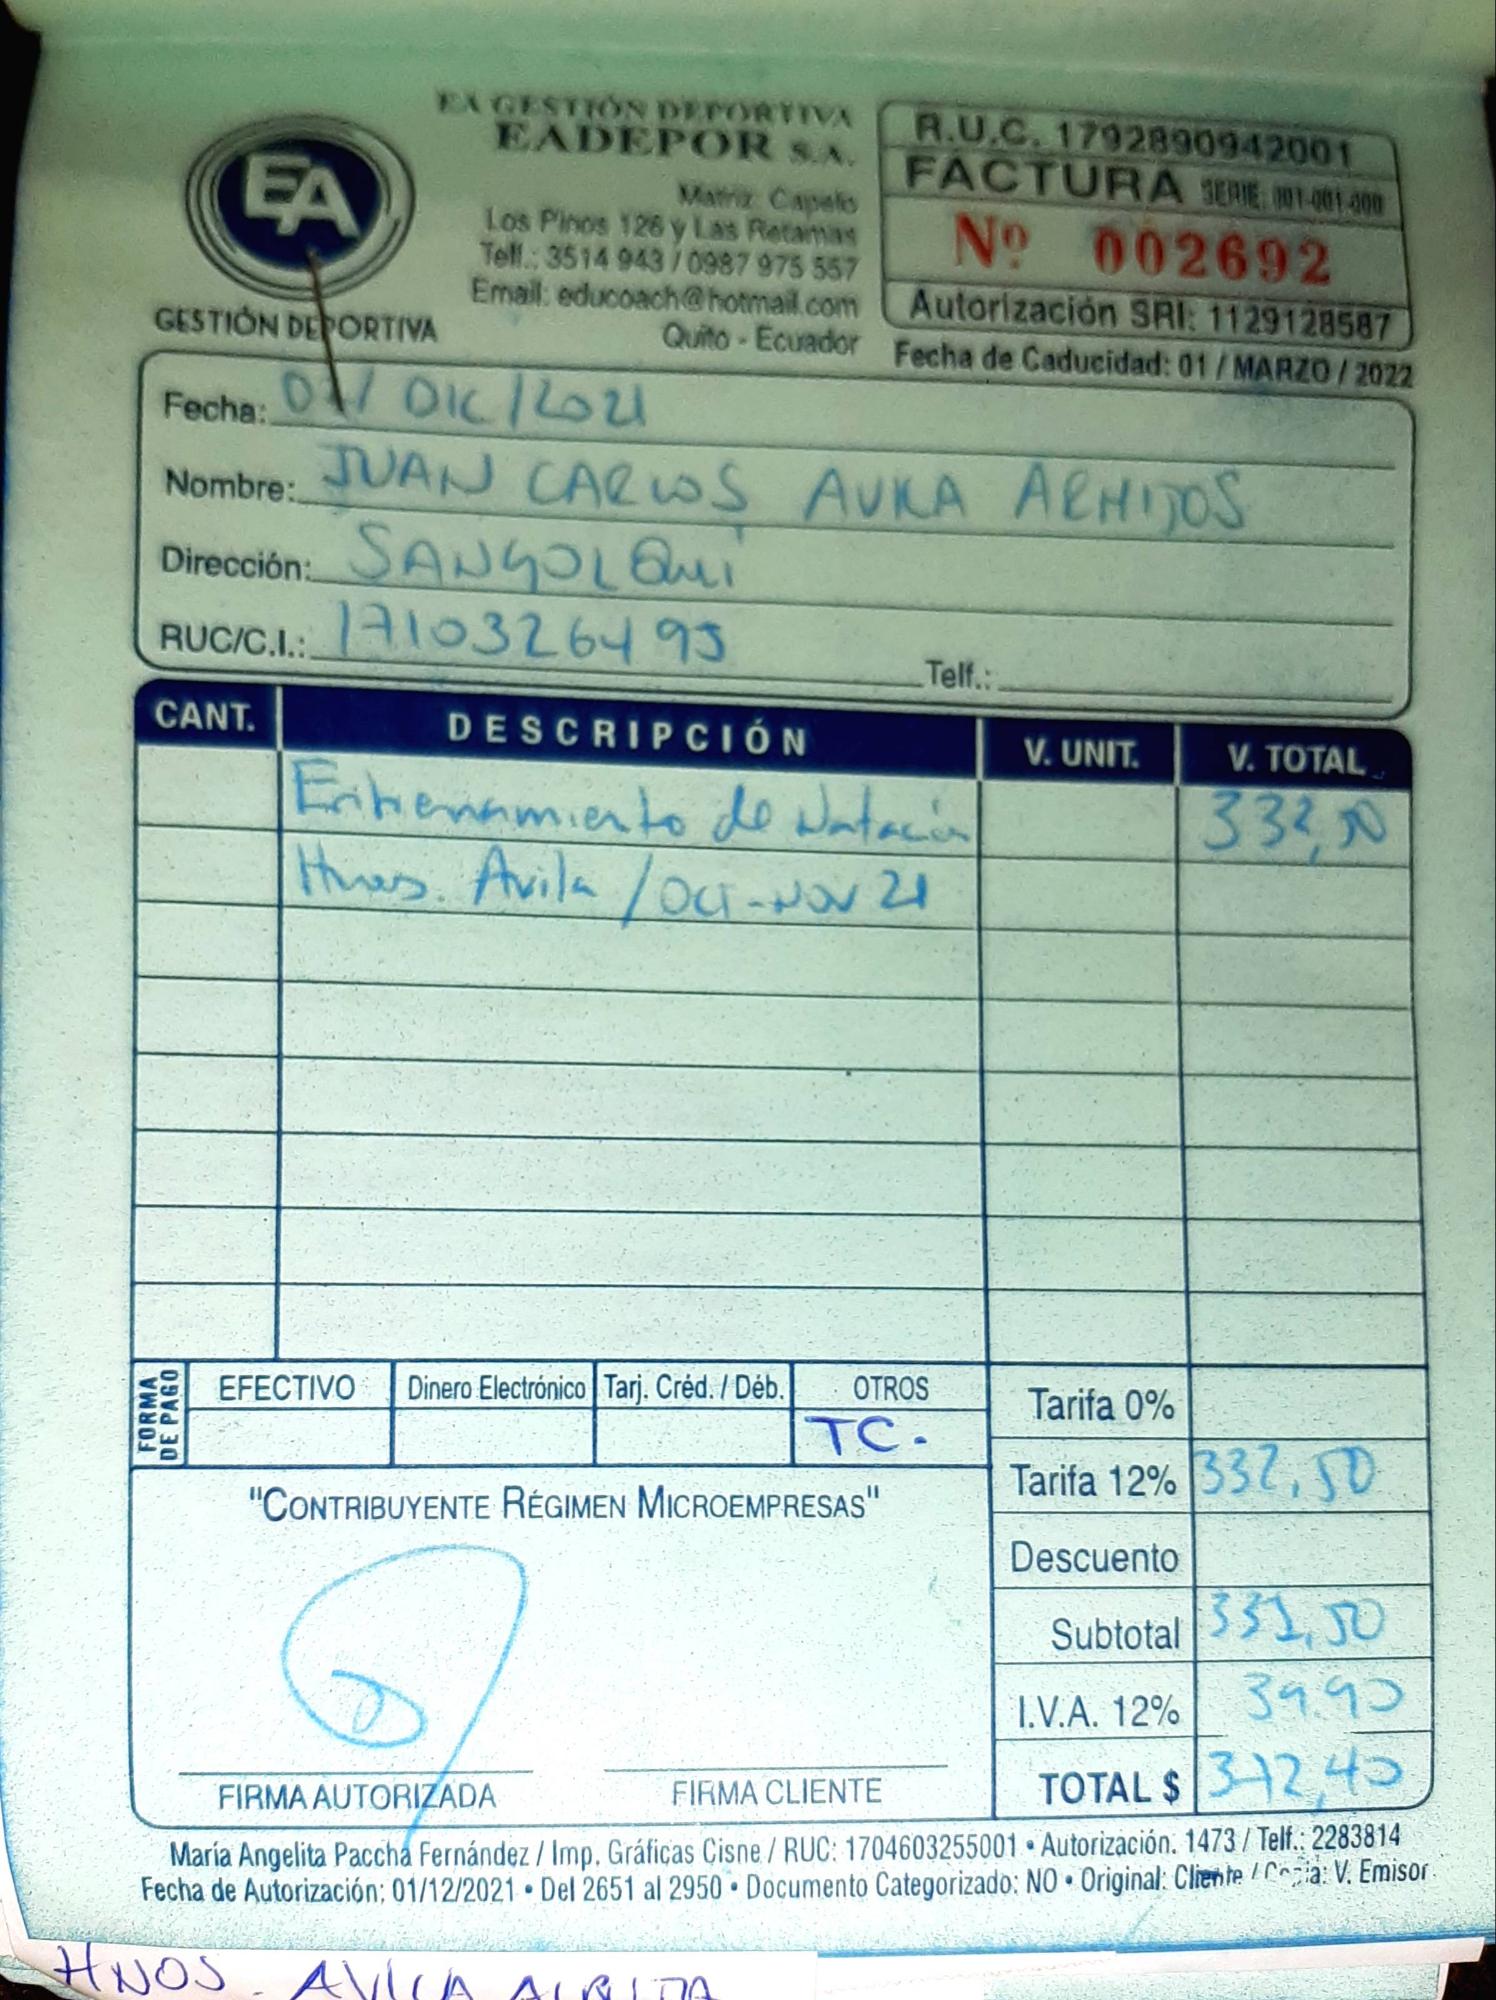 EA GESTIÓN DEPORTIVA
EADEPOR S.A.
Matriz: Capelo
Los Pinos 126 y Las Retamas
Telf.: 3514 943 / 0987 975 557
Email: educoach@hotmail.com
Quito - Ecuador
EA
GESTIÓN DEPORTIVA
R.U.C. 1792890942001
FACTURA SERIE: 001-001-000
Nº 002692
Autorización SRI: 1129128587
Fecha de Caducidad: 01 / MARZO / 2022
Fecha: 07/ DIC / 2021
Nombre: JUAN CARLOS AVILA ARMIJOS
Dirección: SANGOLQUÍ
RUC/C.I.: 1710326495
Telf.:
CANT. DESCRIPCIÓN V. UNIT. V. TOTAL
Entrenamiento de Natación 332,50
Hnos. Avila / OCT-NOV 21
FORMA DE PAGO
EFECTIVO Dinero Electrónico Tarj. Créd. / Déb. OTROS
TC.
Tarifa 0%
Tarifa 12% 332,50
Descuento
Subtotal 332,50
I.V.A. 12% 39.90
TOTAL $ 372,40
"CONTRIBUYENTE RÉGIMEN MICROEMPRESAS"
FIRMA AUTORIZADA FIRMA CLIENTE
María Angelita Paccha Fernández / Imp. Gráficas Cisne / RUC: 1704603255001 • Autorización. 1473 / Telf.: 2283814
Fecha de Autorización: 01/12/2021 • Del 2651 al 2950 • Documento Categorizado: NO • Original: Cliente / Copia: V. Emisor
HNOS. AVILA